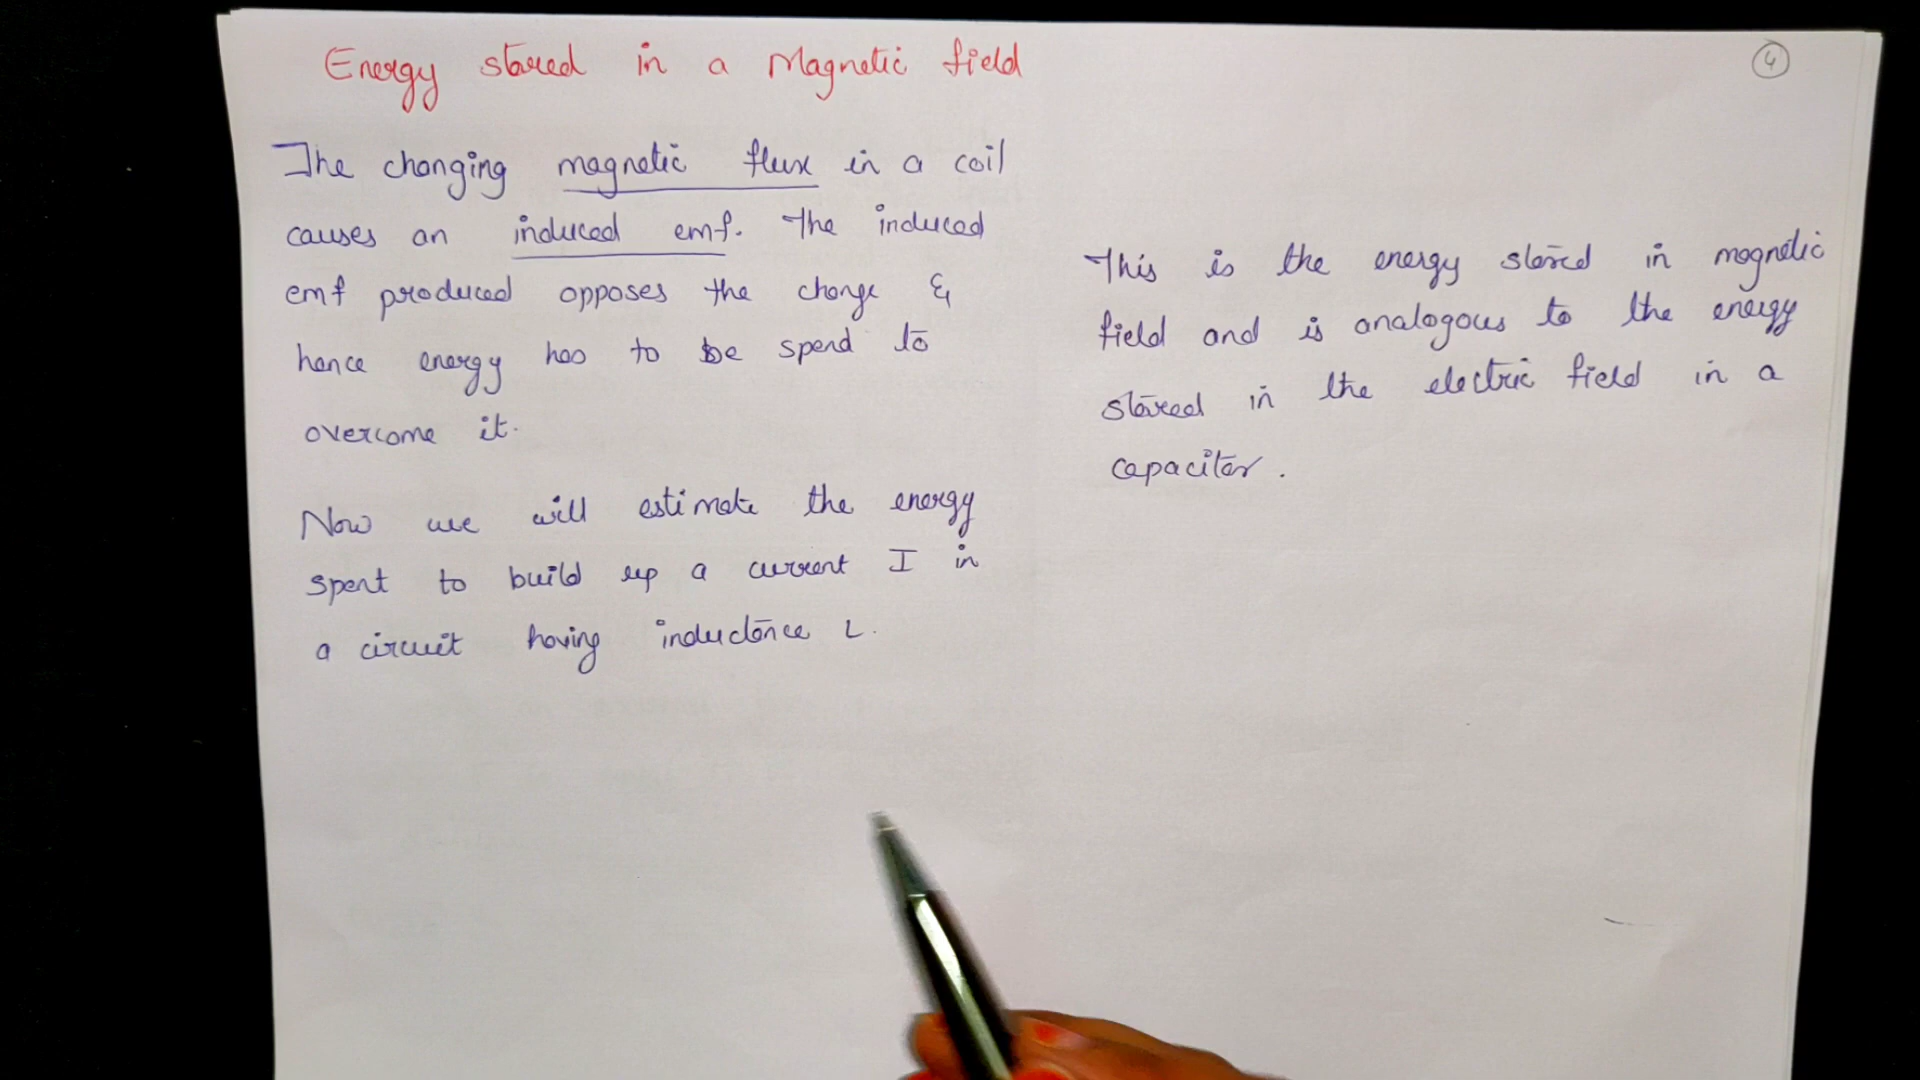 Energy stored in a Magnetic field
4
The changing magnetic flux in a coil
causes an induced emf. The induced
emf produced opposes the change &
hence energy has to be spend to
overcome it.
Now we will estimate the energy
spent to build up a current I in
a circuit having inductance L.
This is the energy stored in magnetic
field and is analogous to the energy
stored in the electric field in a
capacitor.